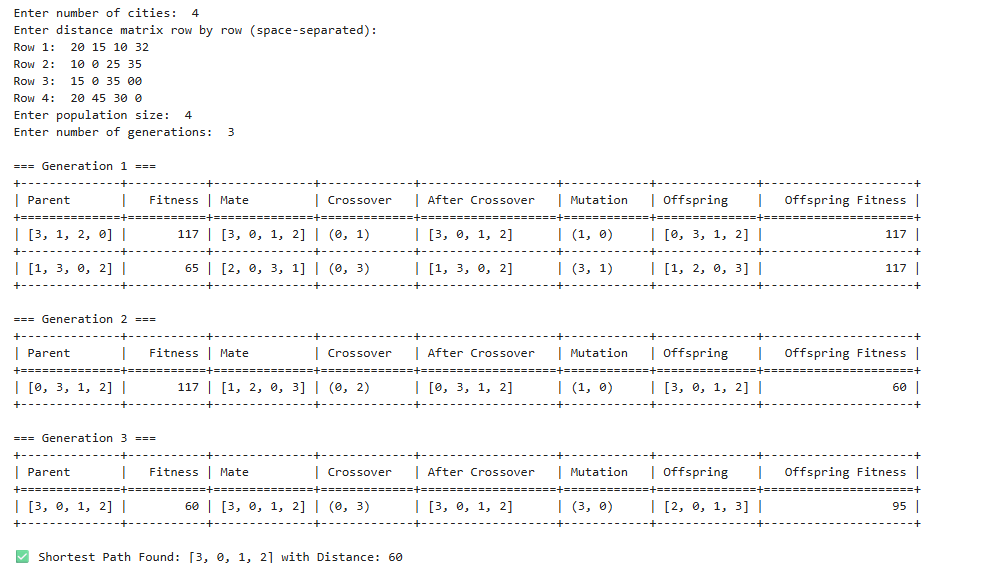 Enter number of cities:  4
Enter distance matrix row by row (space-separated):
Row 1:  20 15 10 32
Row 2:  10 0 25 35
Row 3:  15 0 35 00
Row 4:  20 45 30 0
Enter population size:  4
Enter number of generations:  3
=== Generation 1 ===
+--------------+-----------+--------------+-------------+-------------------+------------+--------------+---------------------+
| Parent       |   Fitness | Mate         | Crossover   | After Crossover   | Mutation   | Offspring    |   Offspring Fitness |
+==============+===========+==============+=============+===================+============+==============+=====================+
| [3, 1, 2, 0] |       117 | [3, 0, 1, 2] | (0, 1)      | [3, 0, 1, 2]      | (1, 0)     | [0, 3, 1, 2] |                 117 |
+--------------+-----------+--------------+-------------+-------------------+------------+--------------+---------------------+
| [1, 3, 0, 2] |        65 | [2, 0, 3, 1] | (0, 3)      | [1, 3, 0, 2]      | (3, 1)     | [1, 2, 0, 3] |                 117 |
+--------------+-----------+--------------+-------------+-------------------+------------+--------------+---------------------+
=== Generation 2 ===
+--------------+-----------+--------------+-------------+-------------------+------------+--------------+---------------------+
| Parent       |   Fitness | Mate         | Crossover   | After Crossover   | Mutation   | Offspring    |   Offspring Fitness |
+==============+===========+==============+=============+===================+============+==============+=====================+
| [0, 3, 1, 2] |       117 | [1, 2, 0, 3] | (0, 2)      | [0, 3, 1, 2]      | (1, 0)     | [3, 0, 1, 2] |                  60 |
+--------------+-----------+--------------+-------------+-------------------+------------+--------------+---------------------+
=== Generation 3 ===
+--------------+-----------+--------------+-------------+-------------------+------------+--------------+---------------------+
| Parent       |   Fitness | Mate         | Crossover   | After Crossover   | Mutation   | Offspring    |   Offspring Fitness |
+==============+===========+==============+=============+===================+============+==============+=====================+
| [3, 0, 1, 2] |        60 | [3, 0, 1, 2] | (0, 3)      | [3, 0, 1, 2]      | (3, 0)     | [2, 0, 1, 3] |                  95 |
+--------------+-----------+--------------+-------------+-------------------+------------+--------------+---------------------+
✅ Shortest Path Found: [3, 0, 1, 2] with Distance: 60